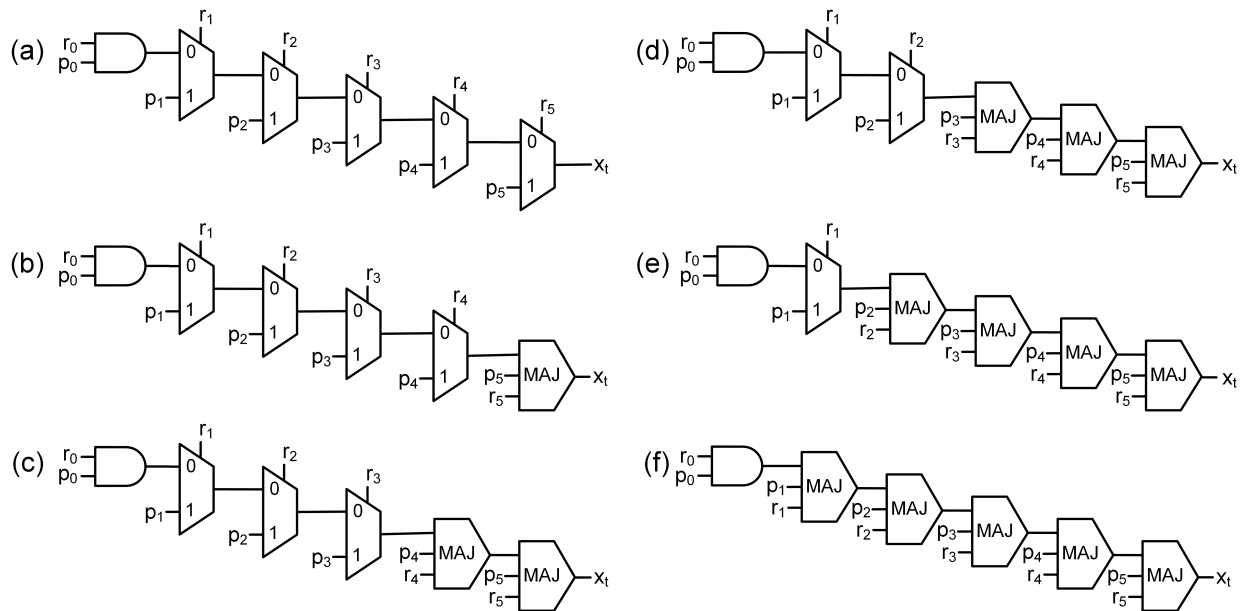 (a)
r₀
p₀
r₁
0
1
p₁
r₂
0
1
p₂
r₃
0
1
p₃
r₄
0
1
p₄
r₅
0
1
p₅
xₜ
(b)
r₀
p₀
r₁
0
1
p₁
r₂
0
1
p₂
r₃
0
1
p₃
r₄
0
1
p₄
MAJ
p₅
r₅
xₜ
(c)
r₀
p₀
r₁
0
1
p₁
r₂
0
1
p₂
r₃
0
1
p₃
MAJ
p₄
r₄
MAJ
p₅
r₅
xₜ
(d)
r₀
p₀
r₁
0
1
p₁
r₂
0
1
p₂
MAJ
p₃
r₃
MAJ
p₄
r₄
MAJ
p₅
r₅
xₜ
(e)
r₀
p₀
r₁
0
1
p₁
MAJ
p₂
r₂
MAJ
p₃
r₃
MAJ
p₄
r₄
MAJ
p₅
r₅
xₜ
(f)
r₀
p₀
MAJ
p₁
r₁
MAJ
p₂
r₂
MAJ
p₃
r₃
MAJ
p₄
r₄
MAJ
p₅
r₅
xₜ